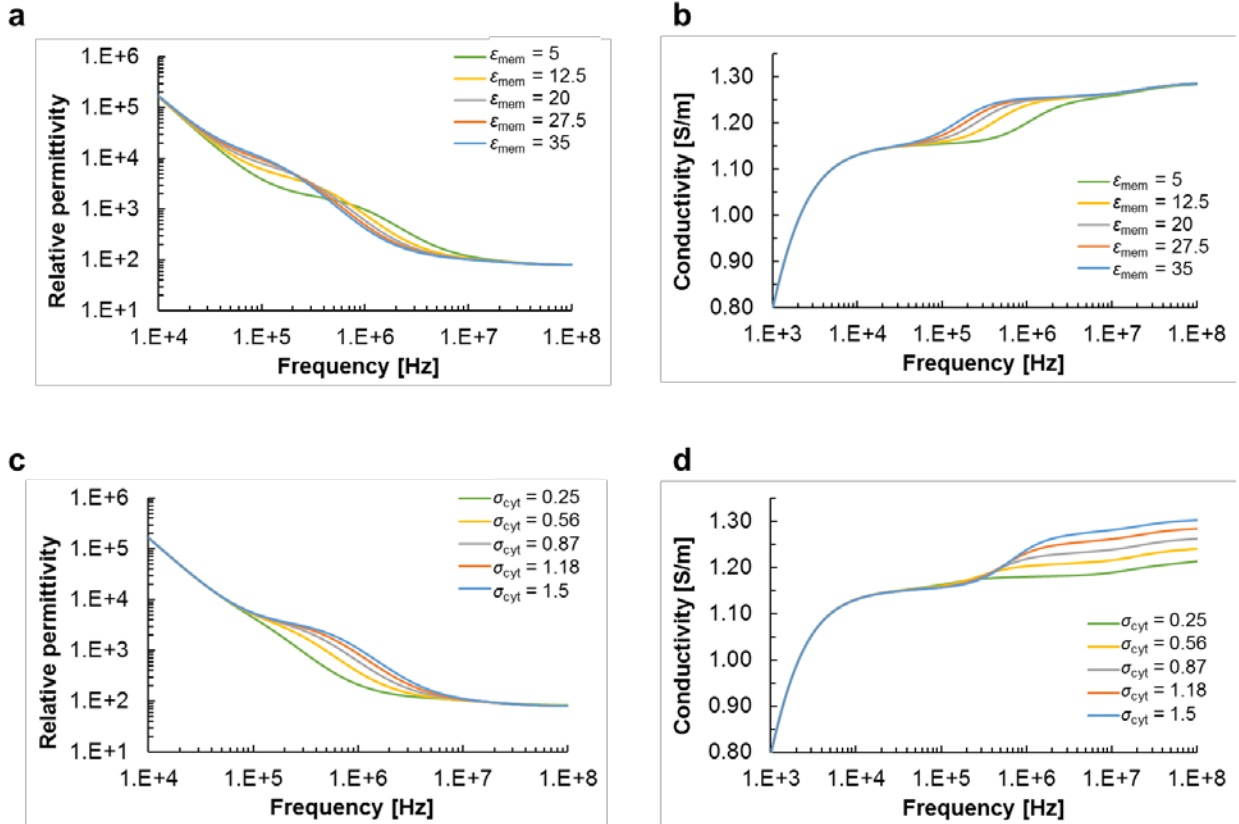 a
Relative permittivity
1.E+6
1.E+5
1.E+4
1.E+3
1.E+2
1.E+1
1.E+4 1.E+5 1.E+6 1.E+7 1.E+8
Frequency [Hz]
εmem = 5
εmem = 12.5
εmem = 20
εmem = 27.5
εmem = 35
b
Conductivity [S/m]
1.30
1.20
1.10
1.00
0.90
0.80
1.E+3 1.E+4 1.E+5 1.E+6 1.E+7 1.E+8
Frequency [Hz]
εmem = 5
εmem = 12.5
εmem = 20
εmem = 27.5
εmem = 35
c
Relative permittivity
1.E+6
1.E+5
1.E+4
1.E+3
1.E+2
1.E+1
1.E+4 1.E+5 1.E+6 1.E+7 1.E+8
Frequency [Hz]
σcyt = 0.25
σcyt = 0.56
σcyt = 0.87
σcyt = 1.18
σcyt = 1.5
d
Conductivity [S/m]
1.30
1.20
1.10
1.00
0.90
0.80
1.E+3 1.E+4 1.E+5 1.E+6 1.E+7 1.E+8
Frequency [Hz]
σcyt = 0.25
σcyt = 0.56
σcyt = 0.87
σcyt = 1.18
σcyt = 1.5